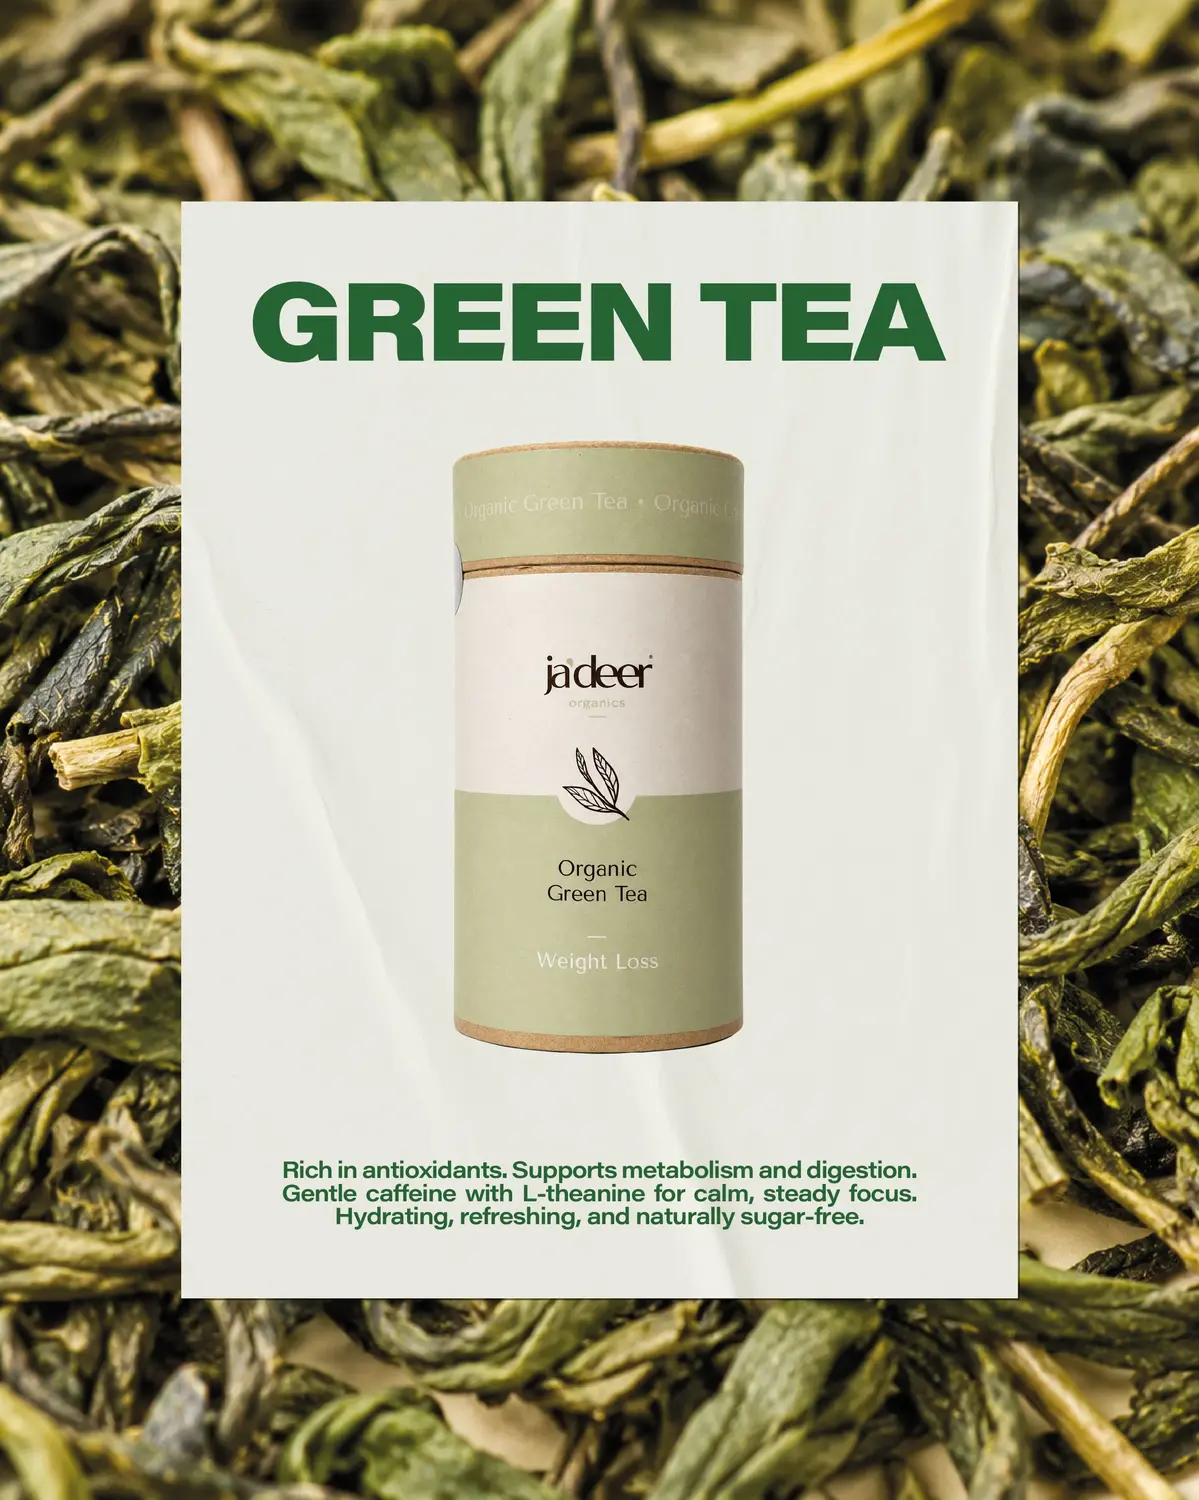 GREEN TEA
Organic Green Tea • Organic
ja'deer
organics
Organic
Green Tea
Weight Loss
Rich in antioxidants. Supports metabolism and digestion.
Gentle caffeine with L-theanine for calm, steady focus.
Hydrating, refreshing, and naturally sugar-free.